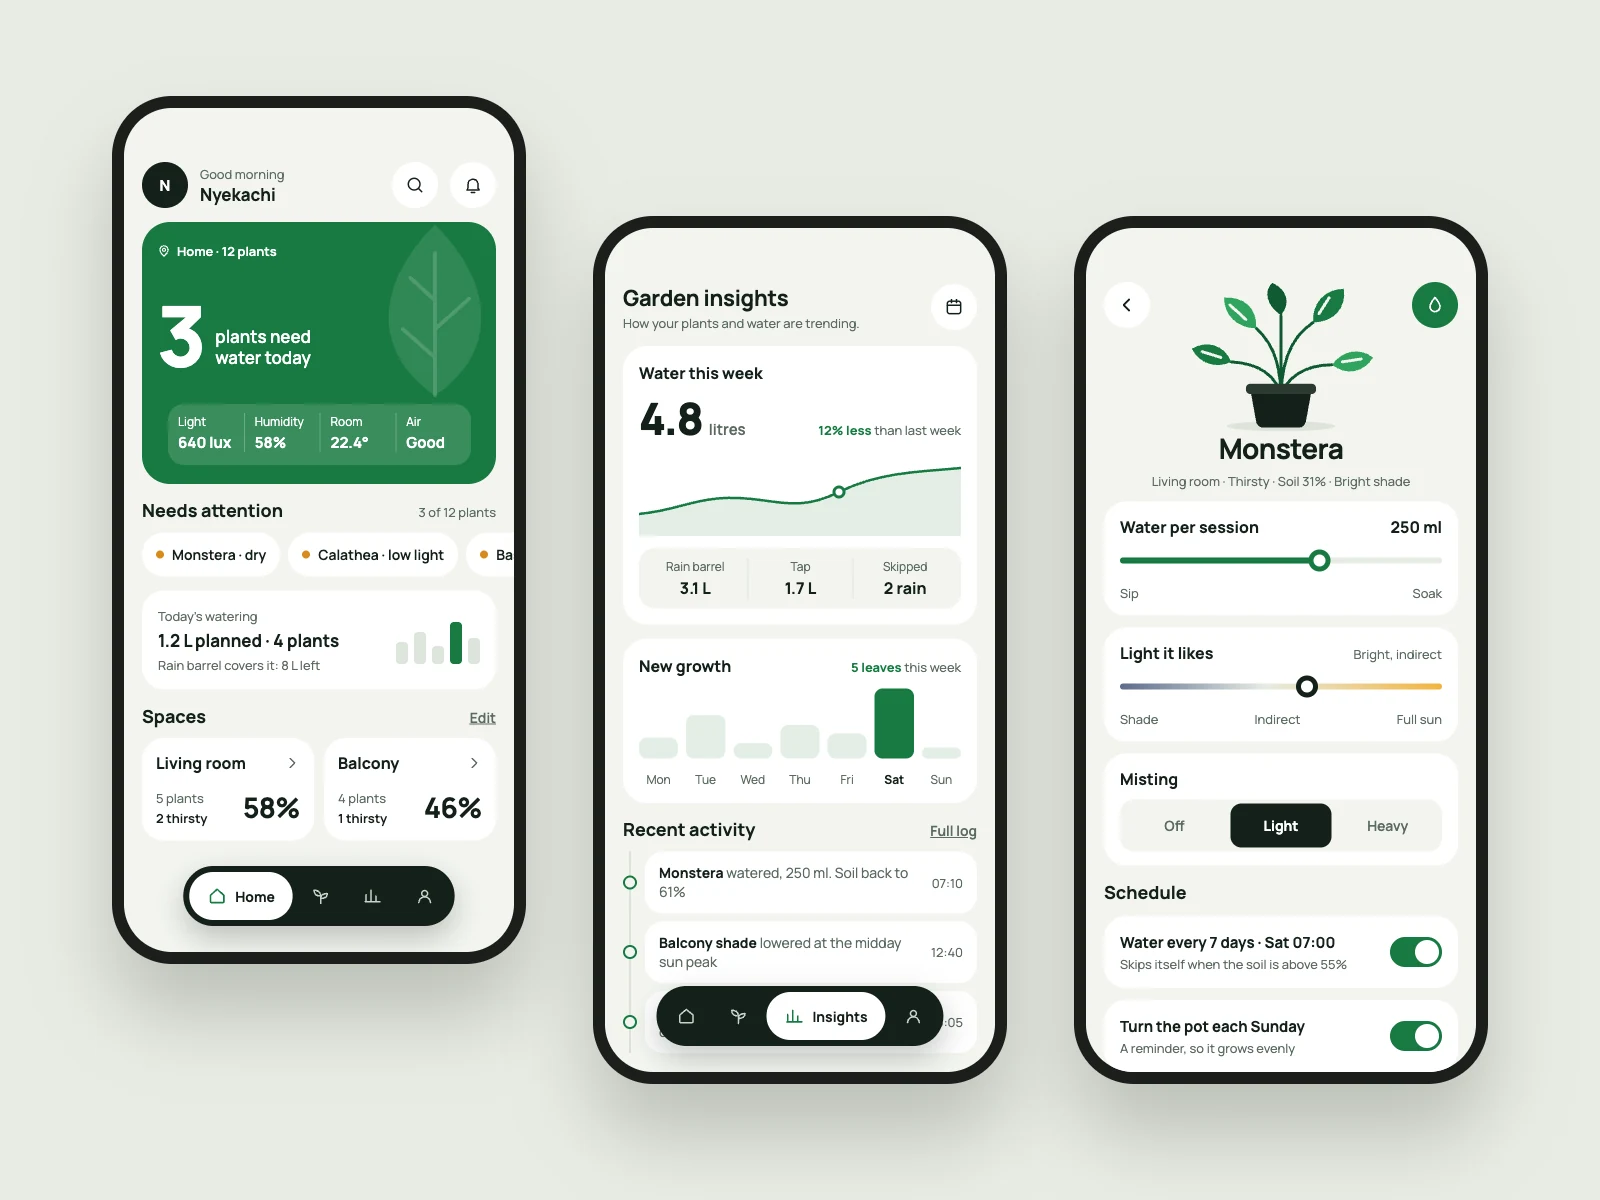 N
Good morning
Nyekachi
Home · 12 plants
3
plants need
water today
Light
640 lux
Humidity
58%
Room
22.4°
Air
Good
Needs attention
3 of 12 plants
Monstera · dry
Calathea · low light
Ba
Today's watering
1.2 L planned · 4 plants
Rain barrel covers it: 8 L left
Spaces
Edit
Living room
5 plants
2 thirsty
58%
Balcony
4 plants
1 thirsty
46%
Home
Garden insights
How your plants and water are trending.
Water this week
4.8 litres
12% less than last week
Rain barrel
3.1 L
Tap
1.7 L
Skipped
2 rain
New growth
5 leaves this week
Mon
Tue
Wed
Thu
Fri
Sat
Sun
Recent activity
Full log
Monstera watered, 250 ml. Soil back to
61%
07:10
Balcony shade lowered at the midday
sun peak
12:40
:05
Insights
Monstera
Living room · Thirsty · Soil 31% · Bright shade
Water per session
250 ml
Sip
Soak
Light it likes
Bright, indirect
Shade
Indirect
Full sun
Misting
Off
Light
Heavy
Schedule
Water every 7 days · Sat 07:00
Skips itself when the soil is above 55%
Turn the pot each Sunday
A reminder, so it grows evenly